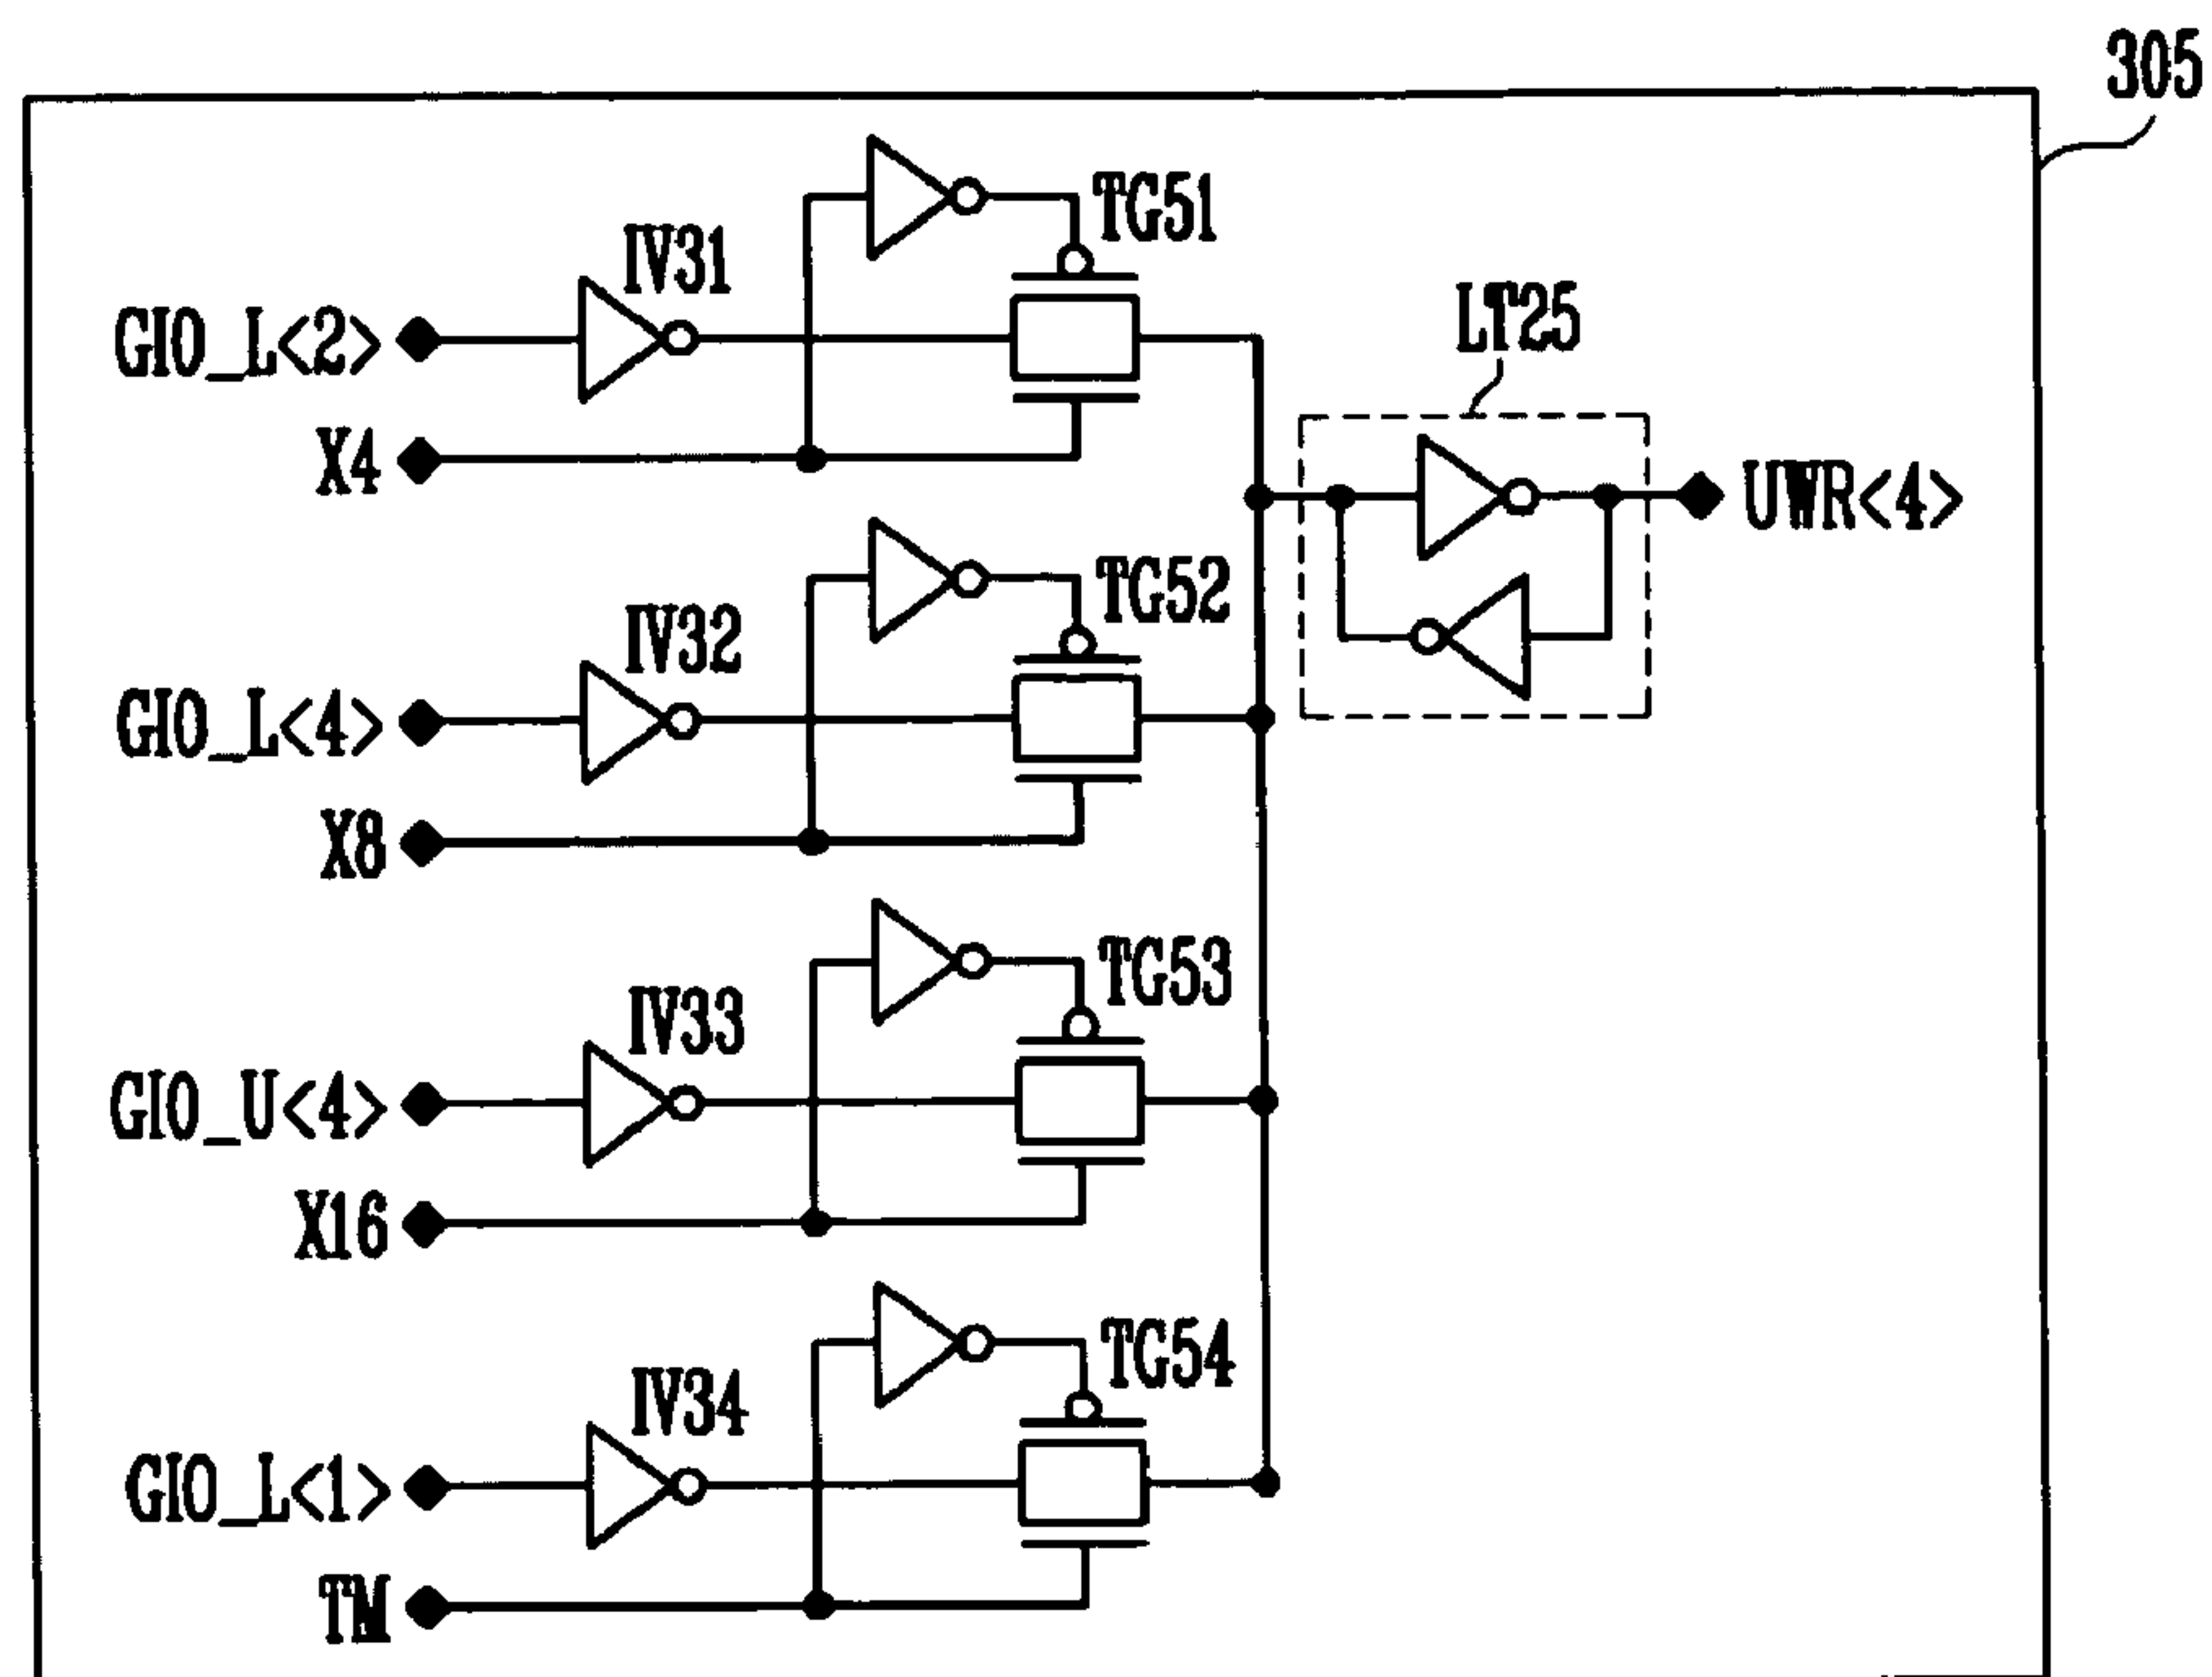 305
TG51
IV31
GIO_L<2>
LT25
X4
UWR<4>
TG52
IV32
GIO_L<4>
X8
TG53
IV33
GIO_U<4>
X16
TG54
IV34
GIO_L<1>
TM